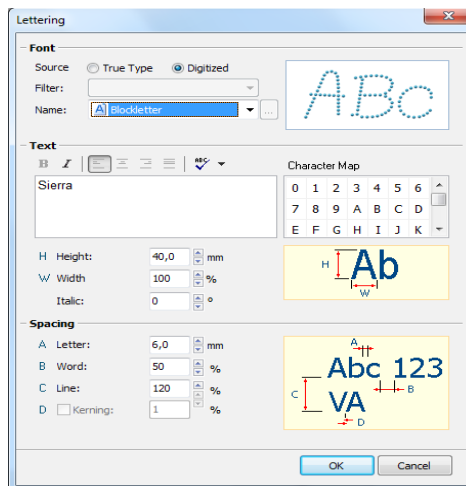 Lettering
Font
Source True Type Digitized
Filter:
Name: A Blockletter ...
ABc
Text
B I ABC
Character Map
Sierra
0 1 2 3 4 5 6
7 8 9 A B C D
E F G H I J K
H Height: 40,0 mm
W Width 100 %
Italic: 0 °
H Ab
W
Spacing
A Letter: 6,0 mm
B Word: 50 %
C Line: 120 %
D Kerning: 1 %
A
Abc 123
C B
VA
D
OK Cancel